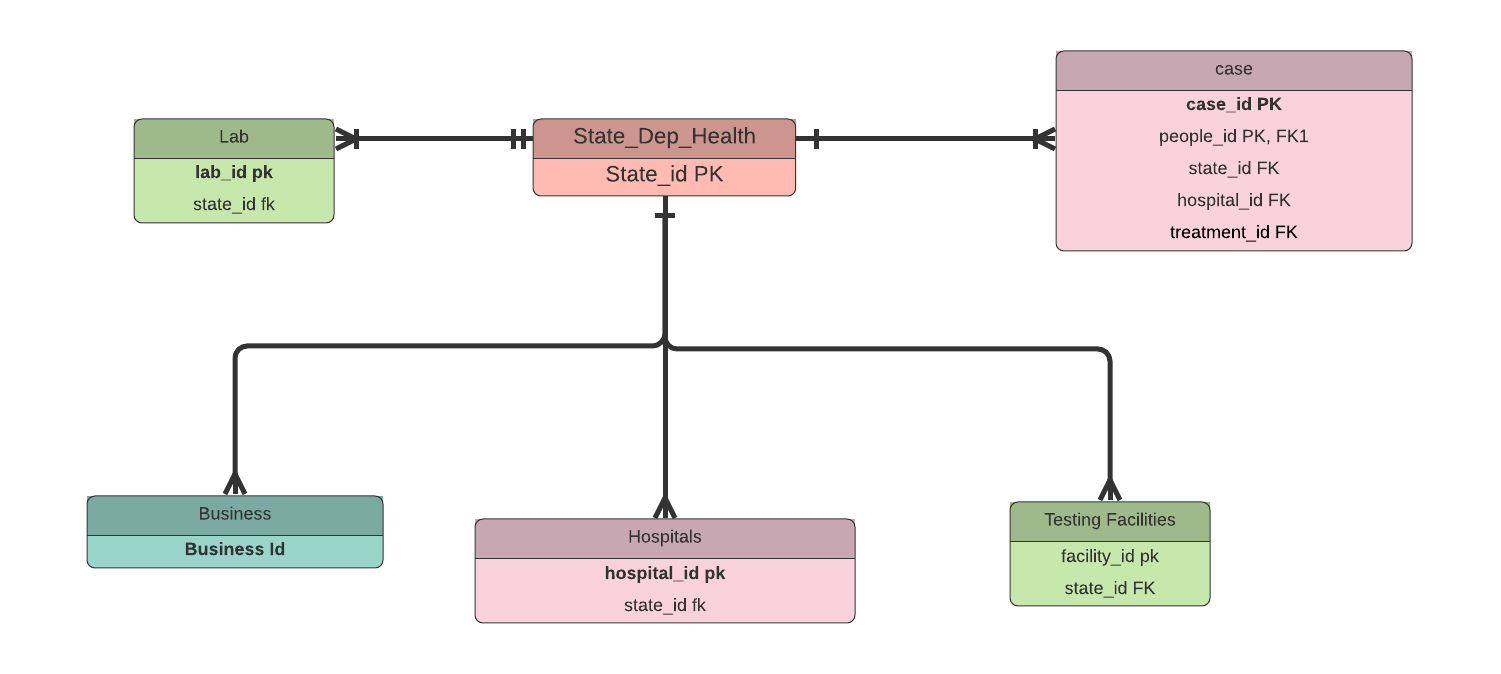 Lab
lab_id pk
state_id fk
State_Dep_Health
State_id PK
case
case_id PK
people_id PK, FK1
state_id FK
hospital_id FK
treatment_id FK
Business
Business Id
Hospitals
hospital_id pk
state_id fk
Testing Facilities
facility_id pk
state_id FK